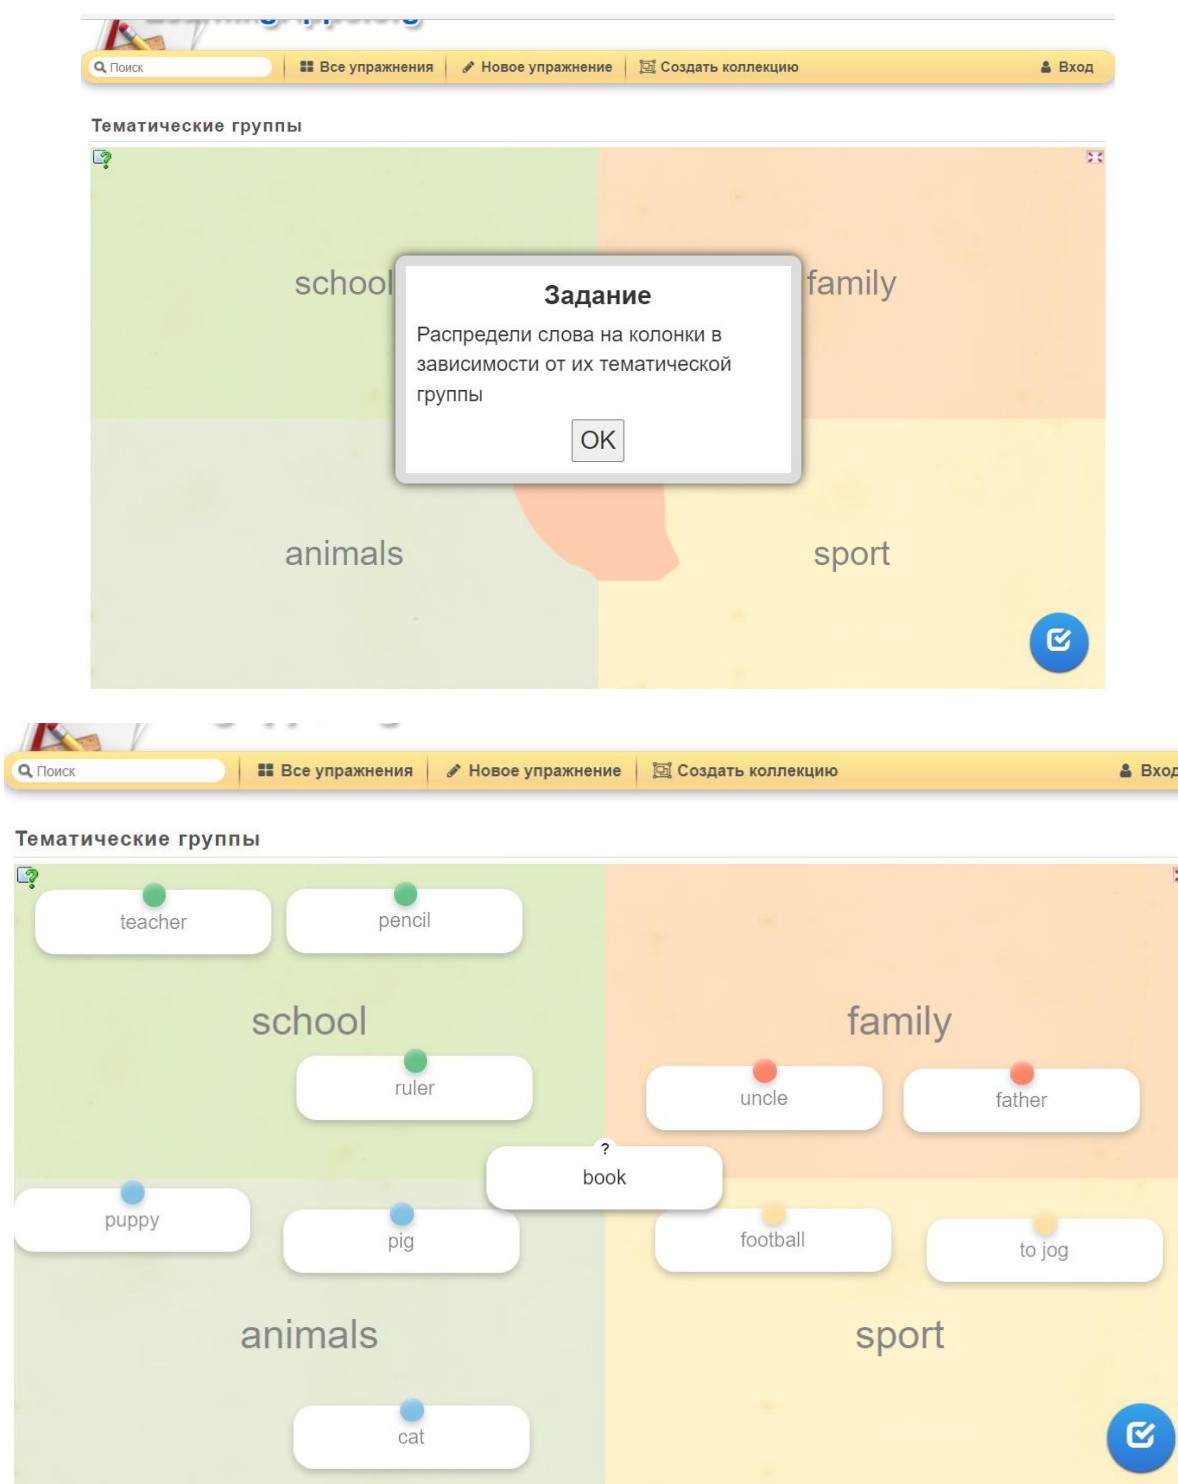 Поиск
Все упражнения
Новое упражнение
Создать коллекцию
Вход
Тематические группы
school
family
Задание
Распредели слова на колонки в
зависимости от их тематической
группы
OK
animals
sport
Поиск
Все упражнения
Новое упражнение
Создать коллекцию
Вход
Тематические группы
teacher
pencil
school
family
ruler
uncle
father
?
book
puppy
pig
football
to jog
animals
sport
cat